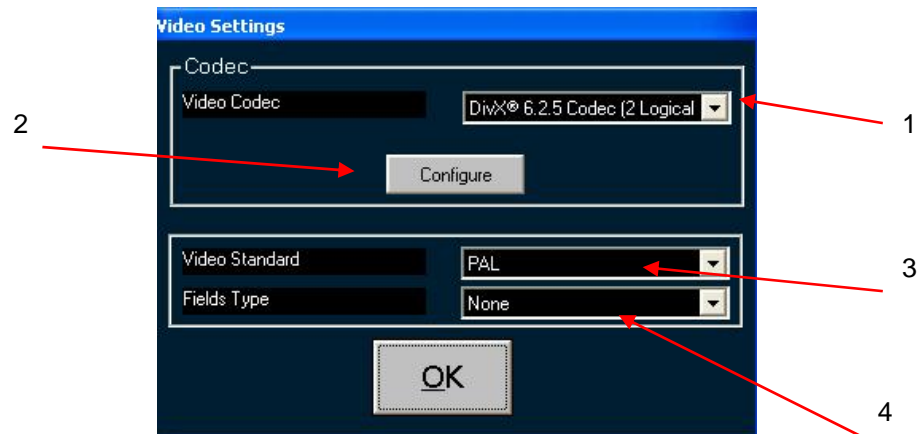 Video Settings
Codec
Video Codec
DivX® 6.2.5 Codec (2 Logical
1
2
Configure
Video Standard
PAL
3
Fields Type
None
OK
4